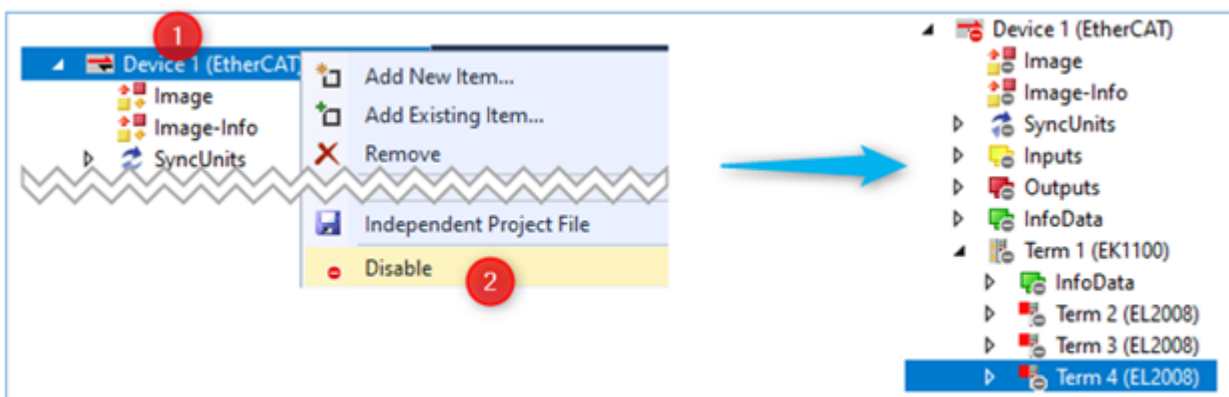 1
Device 1 (EtherCAT)
Image
Image-Info
SyncUnits
Add New Item...
Add Existing Item...
Remove
Independent Project File
Disable
2
Device 1 (EtherCAT)
Image
Image-Info
SyncUnits
Inputs
Outputs
InfoData
Term 1 (EK1100)
InfoData
Term 2 (EL2008)
Term 3 (EL2008)
Term 4 (EL2008)